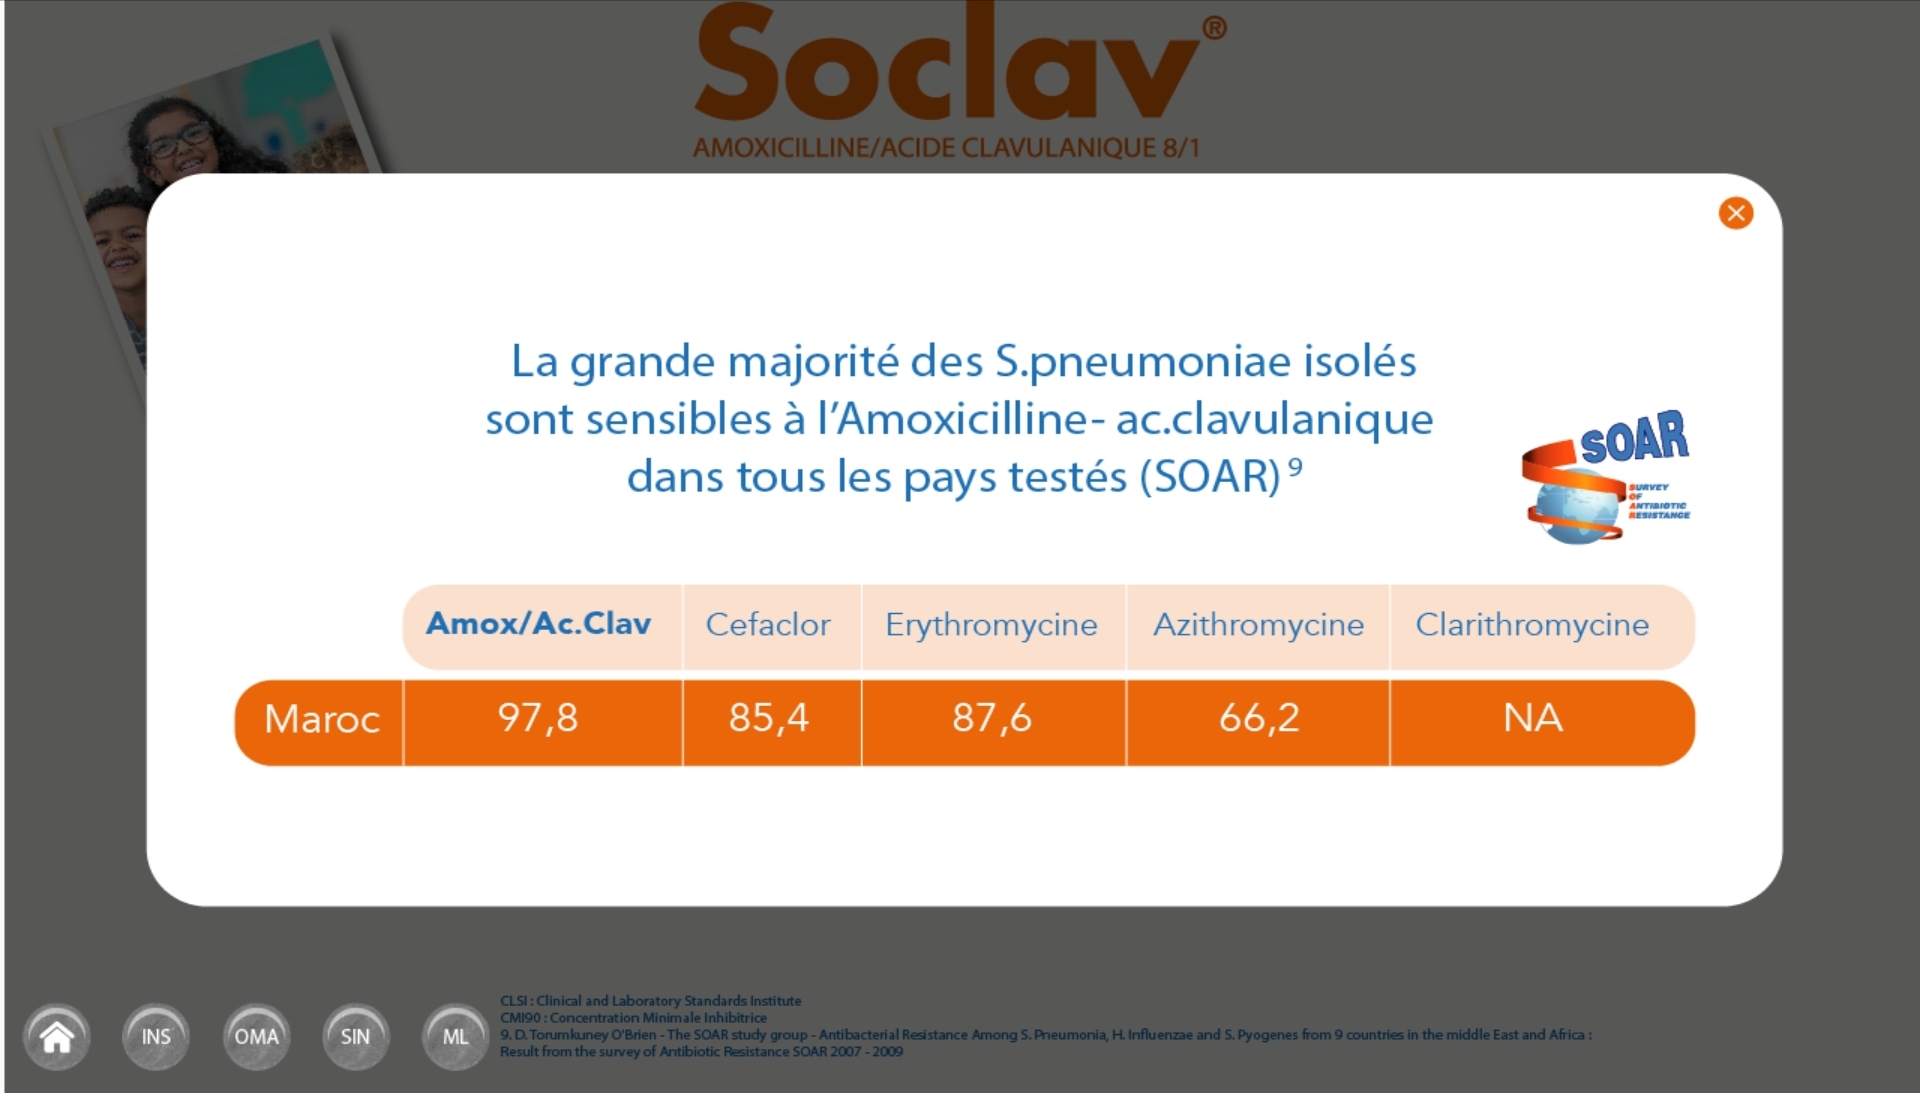 Soclav®
AMOXICILLINE/ACIDE CLAVULANIQUE 8/1
La grande majorité des S.pneumoniae isolés
sont sensibles à l’Amoxicilline- ac.clavulanique
dans tous les pays testés (SOAR) 9
SOAR
SURVEY
OF
ANTIBIOTIC
RESISTANCE
Amox/Ac.Clav Cefaclor Erythromycine Azithromycine Clarithromycine
Maroc 97,8 85,4 87,6 66,2 NA
CLSI : Clinical and Laboratory Standards Institute
CMI90 : Concentration Minimale Inhibitrice
9. D. Torumkuney O’Brien - The SOAR study group - Antibacterial Resistance Among S. Pneumonia, H. Influenzae and S. Pyogenes from 9 countries in the middle East and Africa :
Result from the survey of Antibiotic Resistance SOAR 2007 - 2009
INS OMA SIN ML